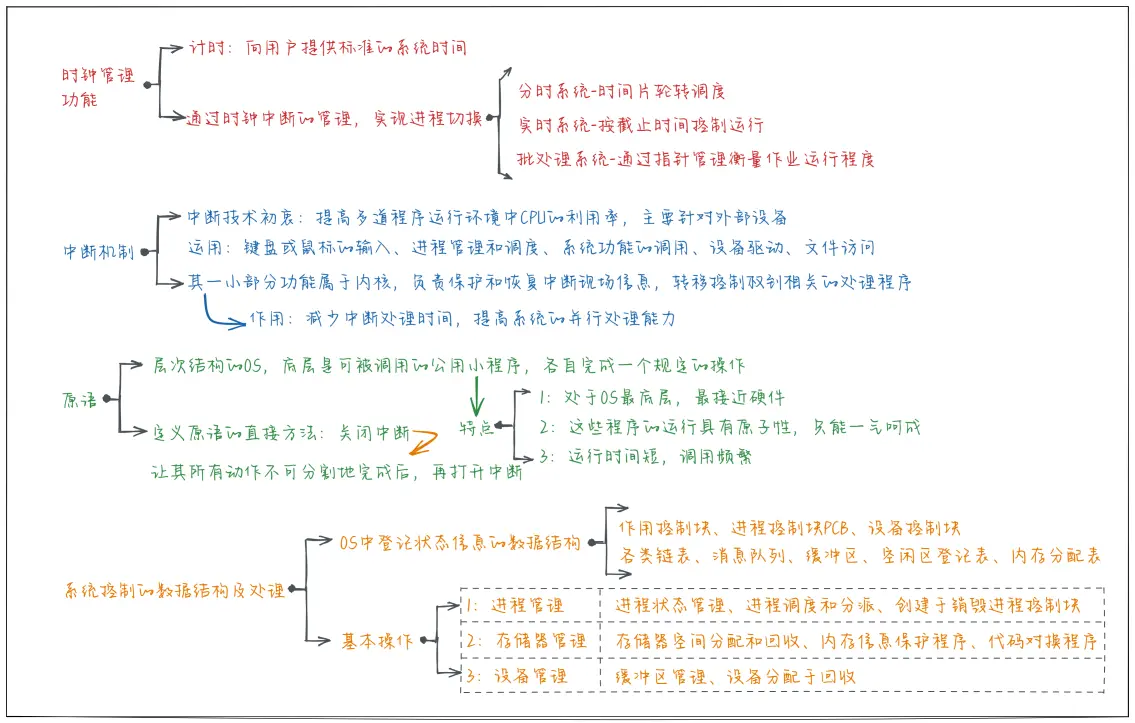 计时：向用户提供标准的系统时间
时钟管理
功能
通过时钟中断的管理，实现进程切换
分时系统-时间片轮转调度
实时系统-按截止时间控制运行
批处理系统-通过指针管理衡量作业运行程度
中断机制
中断技术初衷：提高多道程序运行环境中CPU的利用率，主要针对外部设备
运用：键盘或鼠标的输入、进程管理和调度、系统功能的调用、设备驱动、文件访问
其一小部分功能属于内核，负责保护和恢复中断现场信息，转移控制权到相关的处理程序
作用：减少中断处理时间，提高系统的并行处理能力
原语
层次结构的OS，底层是可被调用的公用小程序，各自完成一个规定的操作
定义原语的直接方法：关闭中断
让其所有动作不可分割地完成后，再打开中断
特点
1：处于OS最底层，最接近硬件
2：这些程序的运行具有原子性，只能一气呵成
3：运行时间短，调用频繁
系统控制的数据结构及处理
OS中登记状态信息的数据结构
作用控制块、进程控制块PCB、设备控制块
各类链表、消息队列、缓冲区、空闲区登记表、内存分配表
基本操作
1：进程管理 进程状态管理、进程调度和分派、创建于销毁进程控制块
2：存储器管理 存储器空间分配和回收、内存信息保护程序、代码对换程序
3：设备管理 缓冲区管理、设备分配于回收